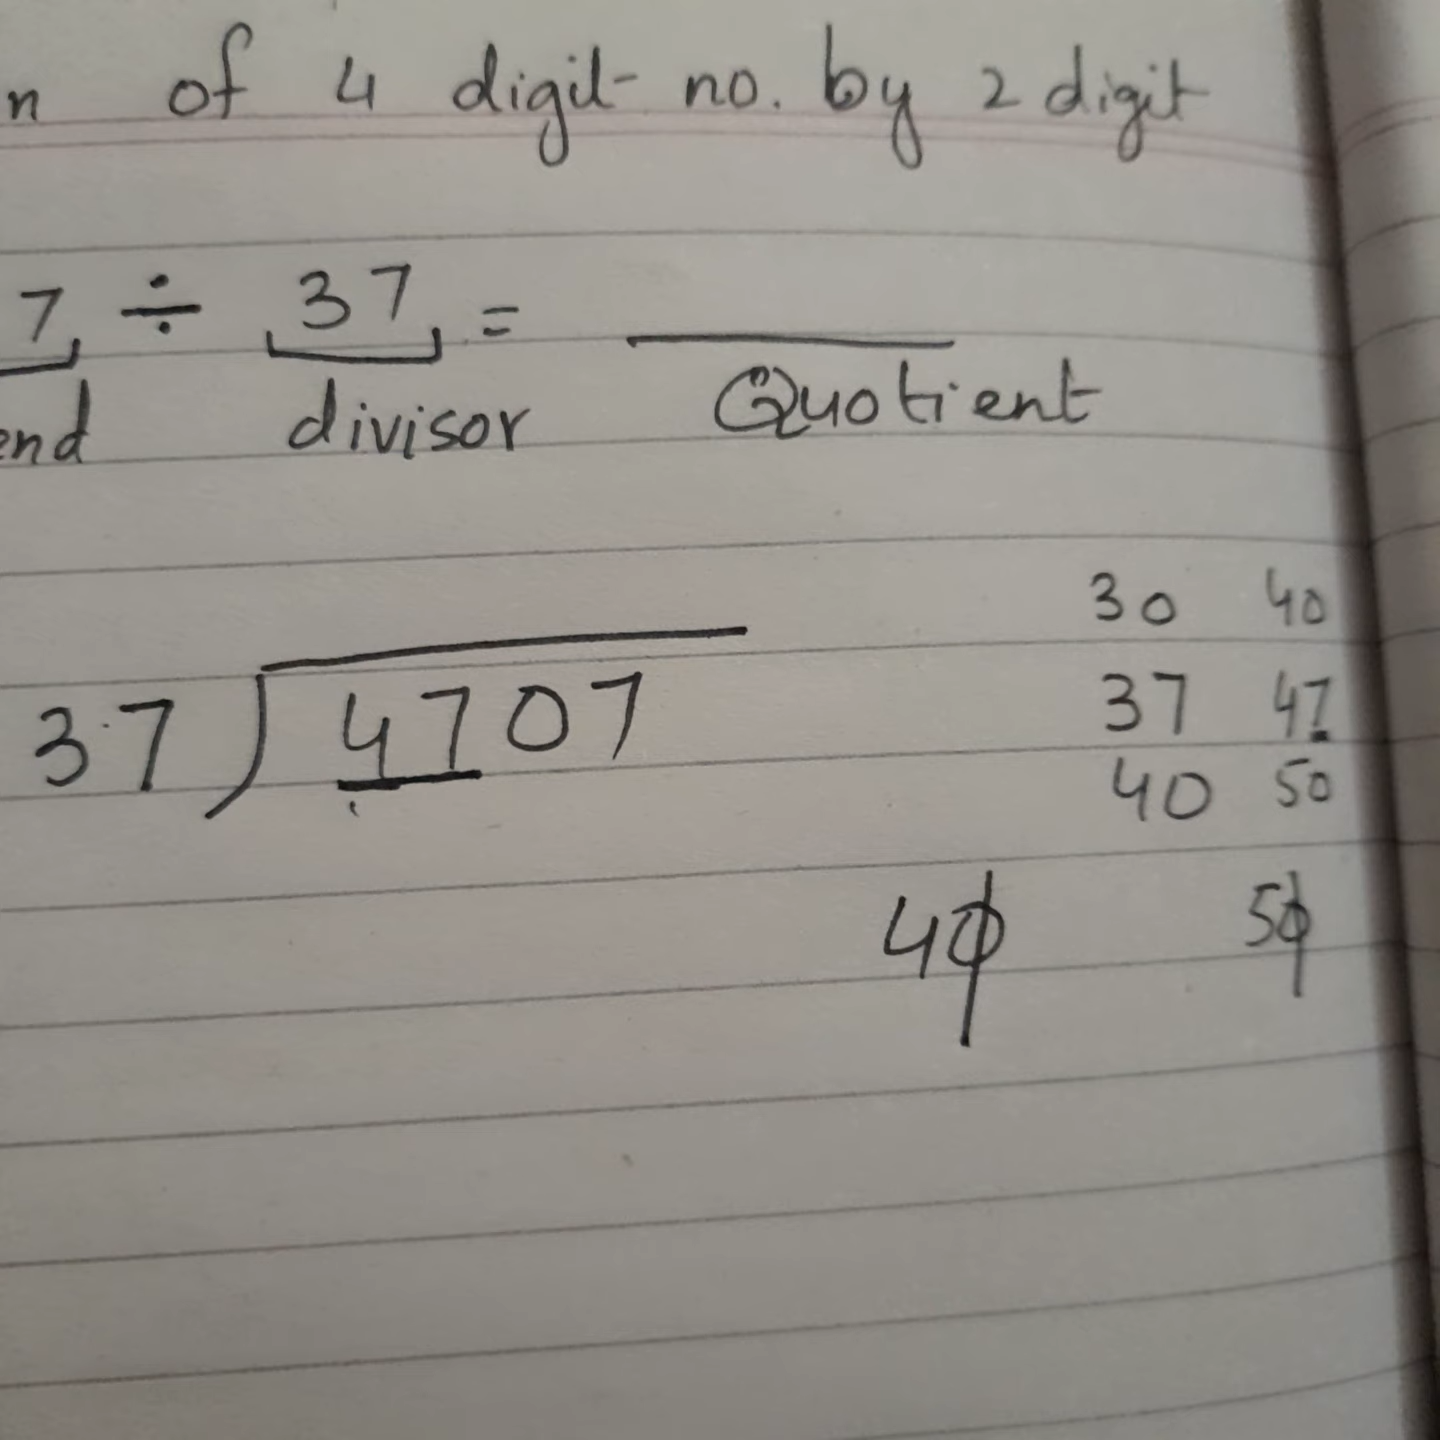 n of 4 digit no. by 2 digit
7 ÷ 37 =
end divisor Quotient
30 40
37 ) 4707 37 47
40 50
40 50